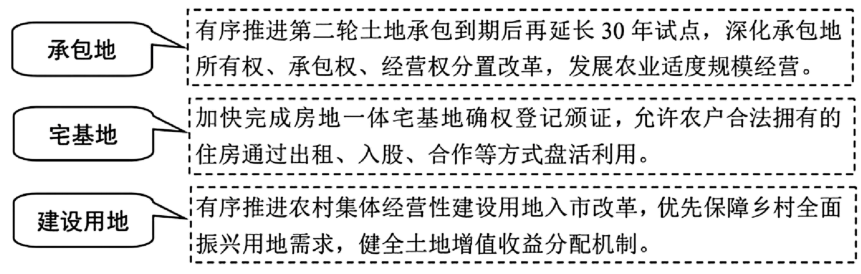 承包地
有序推进第二轮土地承包到期后再延长30年试点，深化承包地
所有权、承包权、经营权分置改革，发展农业适度规模经营。
宅基地
加快完成房地一体宅基地确权登记颁证，允许农户合法拥有的
住房通过出租、入股、合作等方式盘活利用。
建设用地
有序推进农村集体经营性建设用地入市改革，优先保障乡村全面
振兴用地需求，健全土地增值收益分配机制。